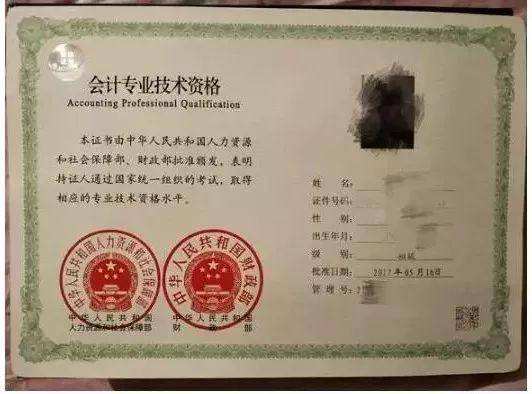 会计专业技术资格
Accounting Professional Qualification
本证书由中华人民共和国人力资源
和社会保障部、财政部批准颁发，表明
持证人通过国家统一组织的考试，取得
相应的专业技术资格水平。
中华人民共和国人力资源和社会保障部
中华人民共和国财政部
中华人民共和国
人力资源和社会保障部
中华人民共和国
财政部
姓名：
证件号码：
性别：
出生年月：
级别：初级
批准日期：2017年05月16日
管理号：